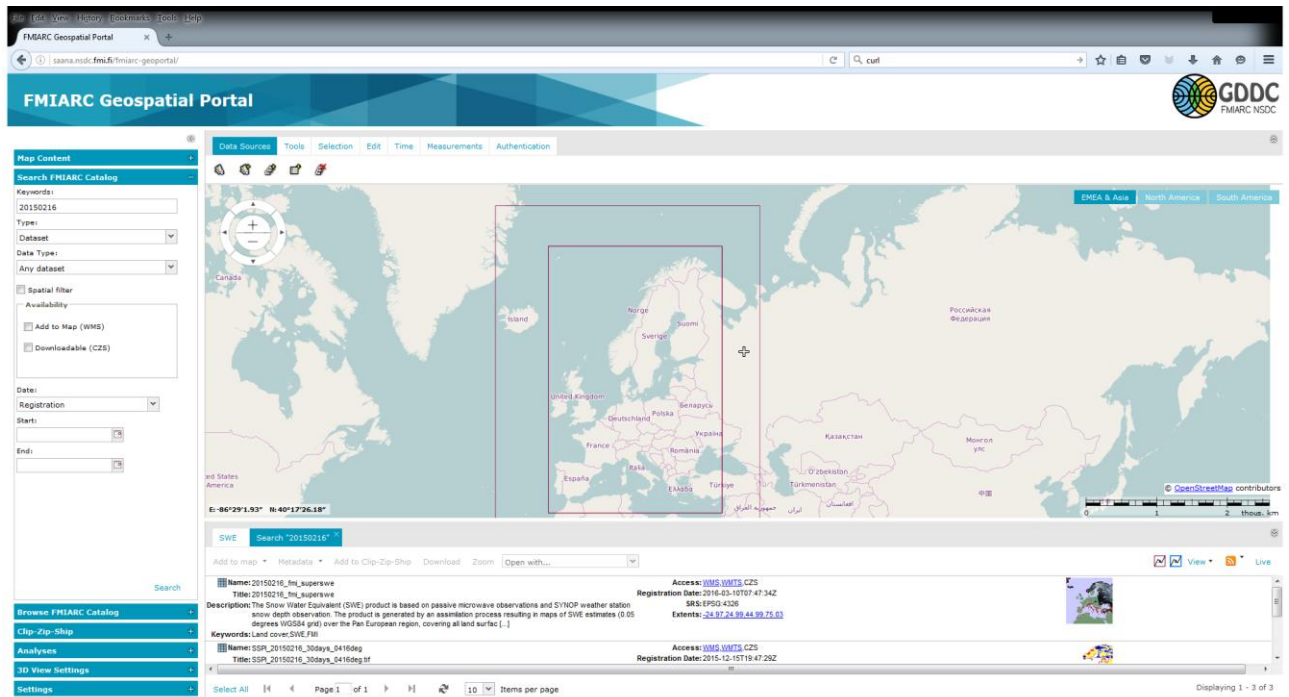 File Edit View History Bookmarks Tools Help
FMIARC Geospatial Portal
saana.nsdc.fmi.fi/fmiarc-geoportal/
curl
FMIARC Geospatial Portal
GDDC
FMIARC NSDC
Map Content
Search FMIARC Catalog
Keywords:
20150216
Type:
Dataset
Data Type:
Any dataset
Spatial filter
Availability
Add to Map (WMS)
Downloadable (CZS)
Date:
Registration
Start:
End:
Search
Browse FMIARC Catalog
Clip-Zip-Ship
Analyses
3D View Settings
Settings
Data Sources Tools Selection Edit Time Measurements Authentication
EMEA & Asia North America South America
Canada
Island
Norge
Suomi
Sverige
Российская
Федерация
United Kingdom
Беларусь
Polska
Deutschland
Україна
France
România
Қазақстан
Монгол
улс
Italia
O'zbekiston
España
Ελλάδα
Türkiye
Türkmenistan
中国
افغانستان
ایران
جمهورية العراق
ed States
America
© OpenStreetMap contributors
E:-86°29'1.93" N:40°17'26.18"
0 1 2 thous. km
SWE Search "20150216"
Add to map Metadata Add to Clip-Zip-Ship Download Zoom Open with... View Live
Name: 20150216_fmi_superswe
Title: 20150216_fmi_superswe
Description: The Snow Water Equivalent (SWE) product is based on passive microwave observations and SYNOP weather station
snow depth observation. The product is generated by an assimilation process resulting in maps of SWE estimates (0.05
degrees WGS84 grid) over the Pan European region, covering all land surfac [...]
Keywords: Land cover,SWE,FMI
Access: WMS,WMTS,CZS
Registration Date: 2016-03-10T07:47:34Z
SRS: EPSG:4326
Extents: -24.97,24.99,44.99,75.03
Name: SSPI_20150216_30days_0416deg
Title: SSPI_20150216_30days_0416deg.tif
Access: WMS,WMTS,CZS
Registration Date: 2015-12-15T19:47:29Z
Select All Page 1 of 1 10 Items per page
Displaying 1 - 3 of 3